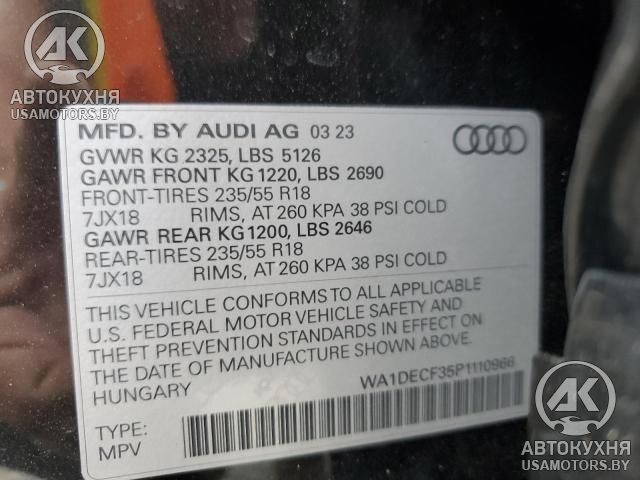 AK
АВТОКУХНЯ
USAMOTORS.BY
MFD. BY AUDI AG 03 23
GVWR KG 2325, LBS 5126
GAWR FRONT KG 1220, LBS 2690
FRONT-TIRES 235/55 R18
7JX18 RIMS, AT 260 KPA 38 PSI COLD
GAWR REAR KG 1200, LBS 2646
REAR-TIRES 235/55 R18
7JX18 RIMS, AT 260 KPA 38 PSI COLD
THIS VEHICLE CONFORMS TO ALL APPLICABLE
U.S. FEDERAL MOTOR VEHICLE SAFETY AND
THEFT PREVENTION STANDARDS IN EFFECT ON
THE DATE OF MANUFACTURE SHOWN ABOVE.
HUNGARY
WA1DECF35P1110966
TYPE:
MPV
AK
АВТОКУХНЯ
USAMOTORS.BY